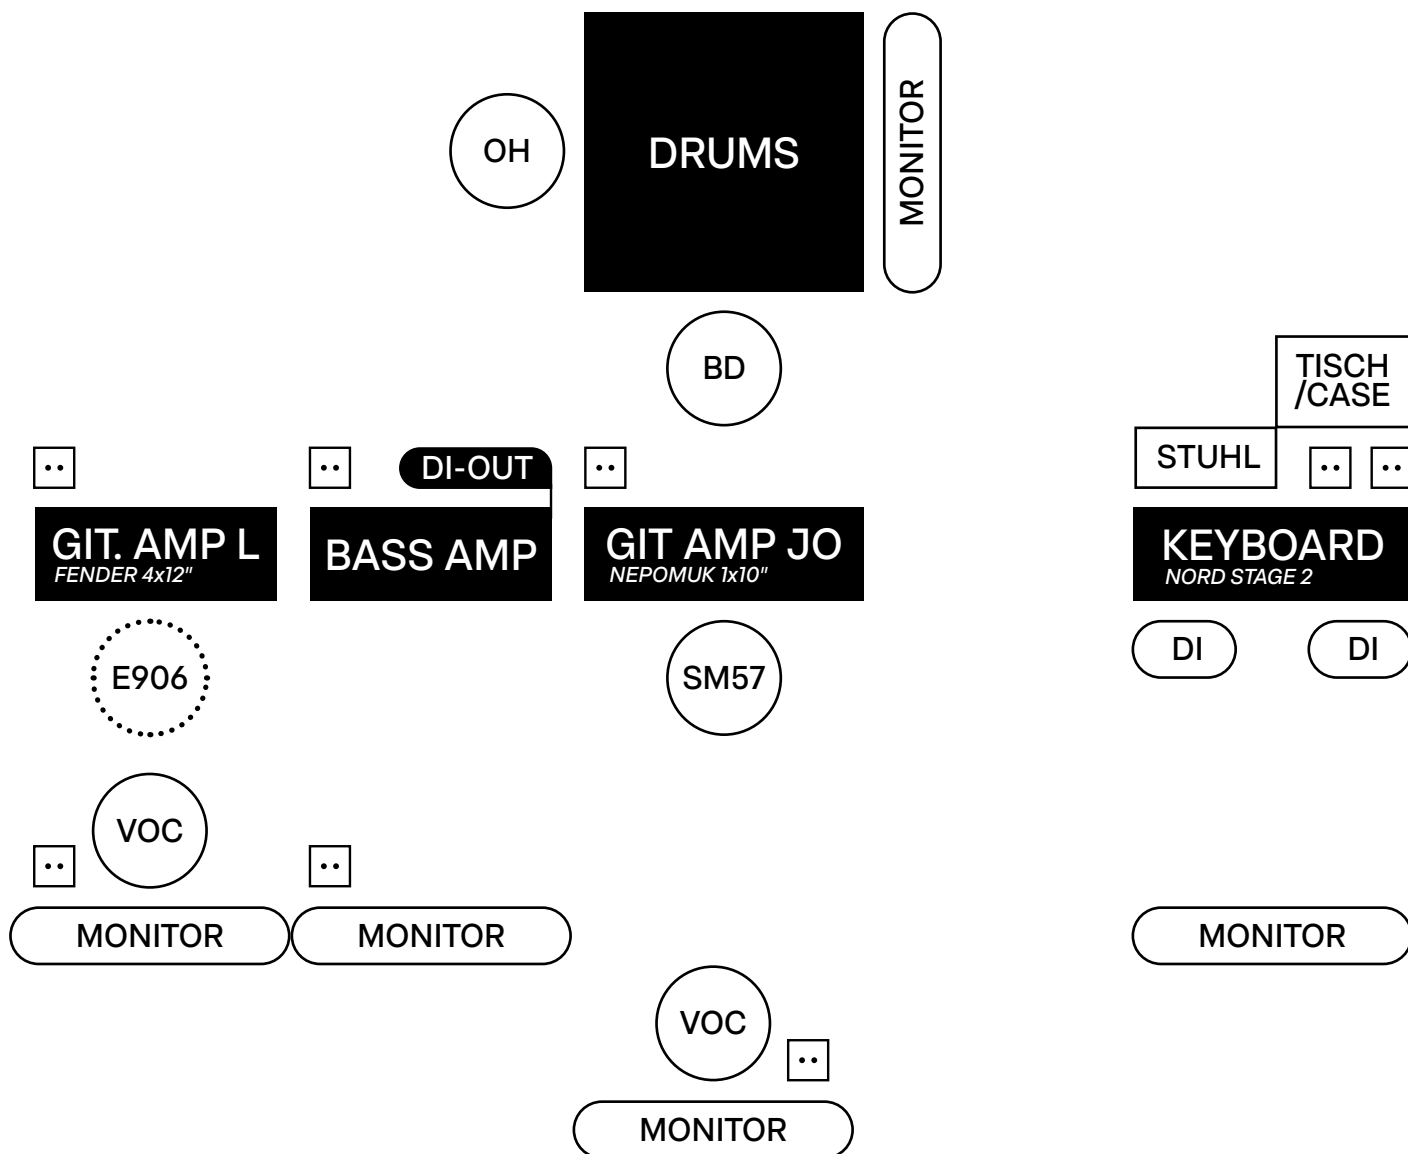 DRUMS
MONITOR
OH
BD
TISCH
/CASE
STUHL
DI-OUT
GIT. AMP L
FENDER 4x12"
BASS AMP
GIT AMP JO
NEPOMUK 1x10"
KEYBOARD
NORD STAGE 2
E906
SM57
DI
DI
VOC
MONITOR
MONITOR
MONITOR
VOC
MONITOR